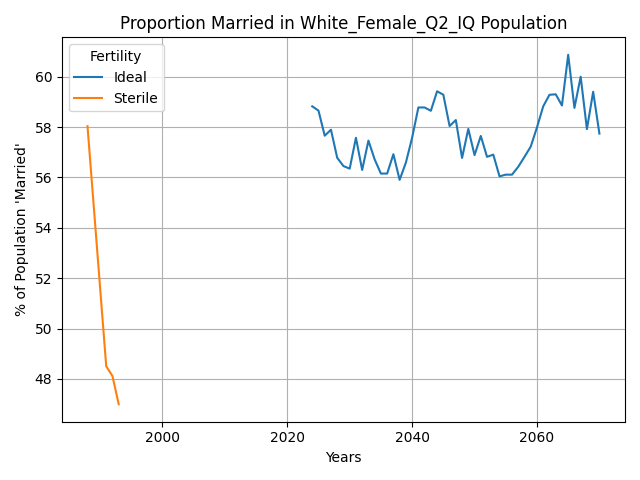 Proportion Married in White_Female_Q2_IQ Population
Fertility
Ideal
Sterile
% of Population 'Married'
60
58
56
54
52
50
48
2000
2020
2040
2060
Years